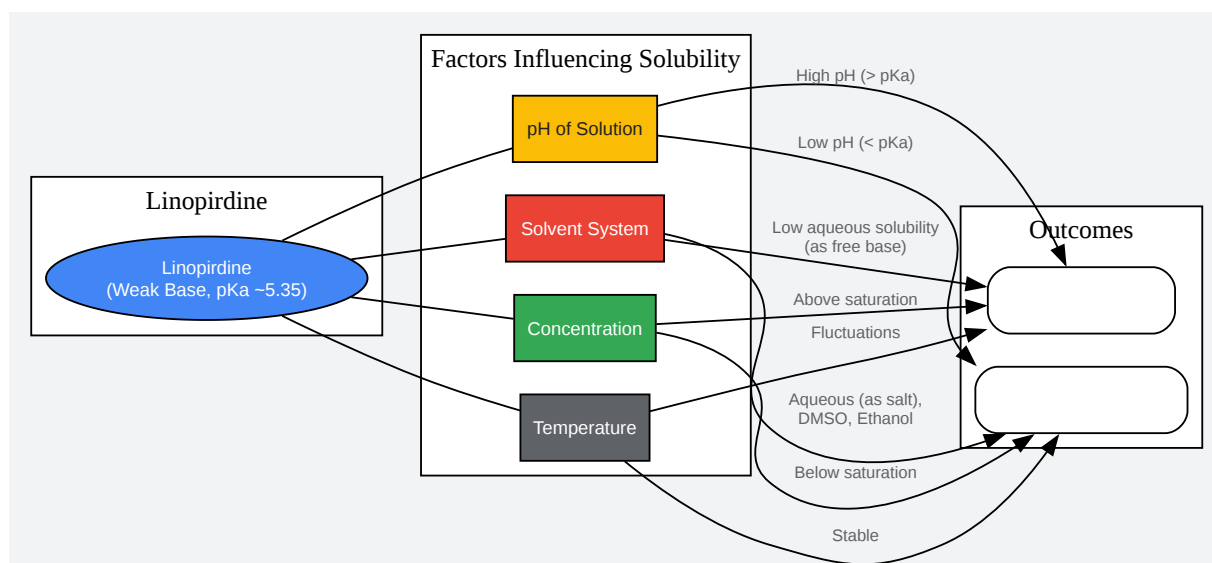 Linopirdine
Linopirdine
(Weak Base, pKa ~5.35)
Factors Influencing Solubility
pH of Solution
Solvent System
Concentration
Temperature
High pH (> pKa)
Low pH (< pKa)
Low aqueous solubility
(as free base)
Above saturation
Fluctuations
Aqueous (as salt),
DMSO, Ethanol
Below saturation
Stable
Outcomes